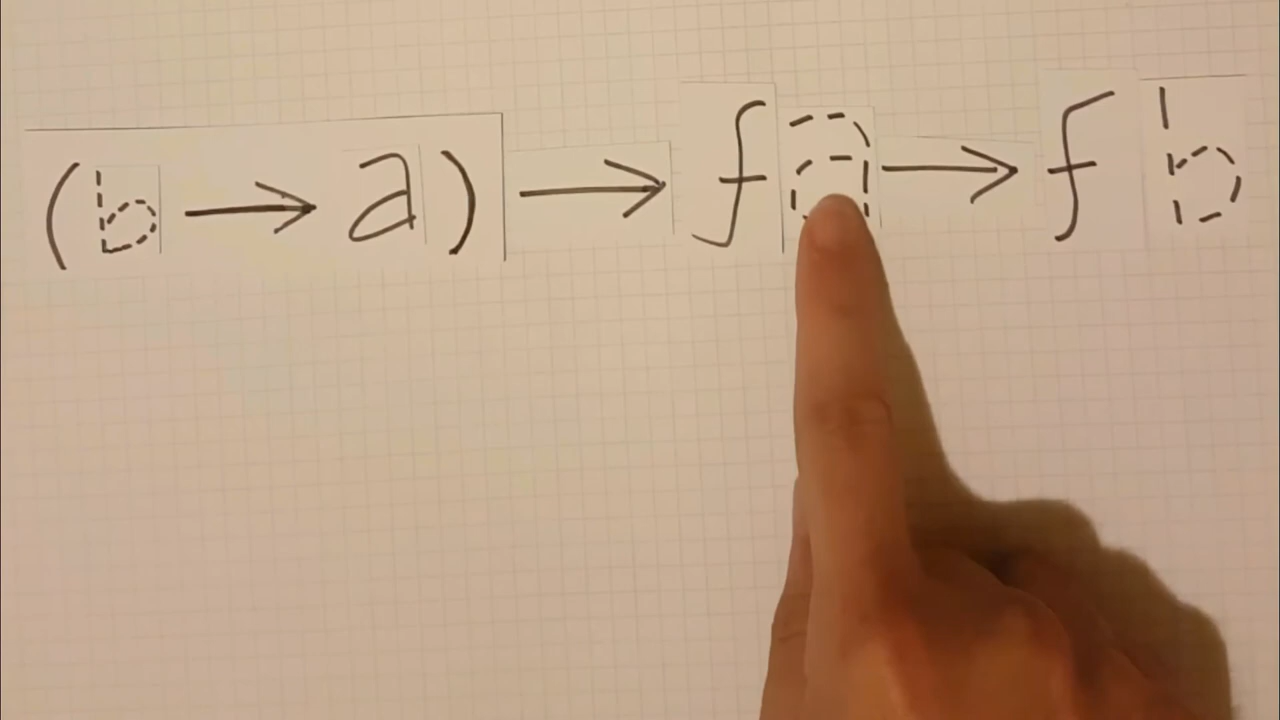 (b → a) → f a → f b